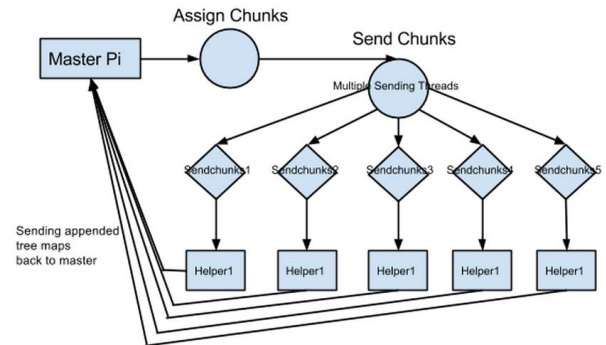 Assign Chunks
Send Chunks
Master Pi
Multiple Sending Threads
Sendchunks1
Sendchunks2
Sendchunks3
Sendchunks4
Sendchunks5
Sending appended
tree maps
back to master
Helper1
Helper1
Helper1
Helper1
Helper1